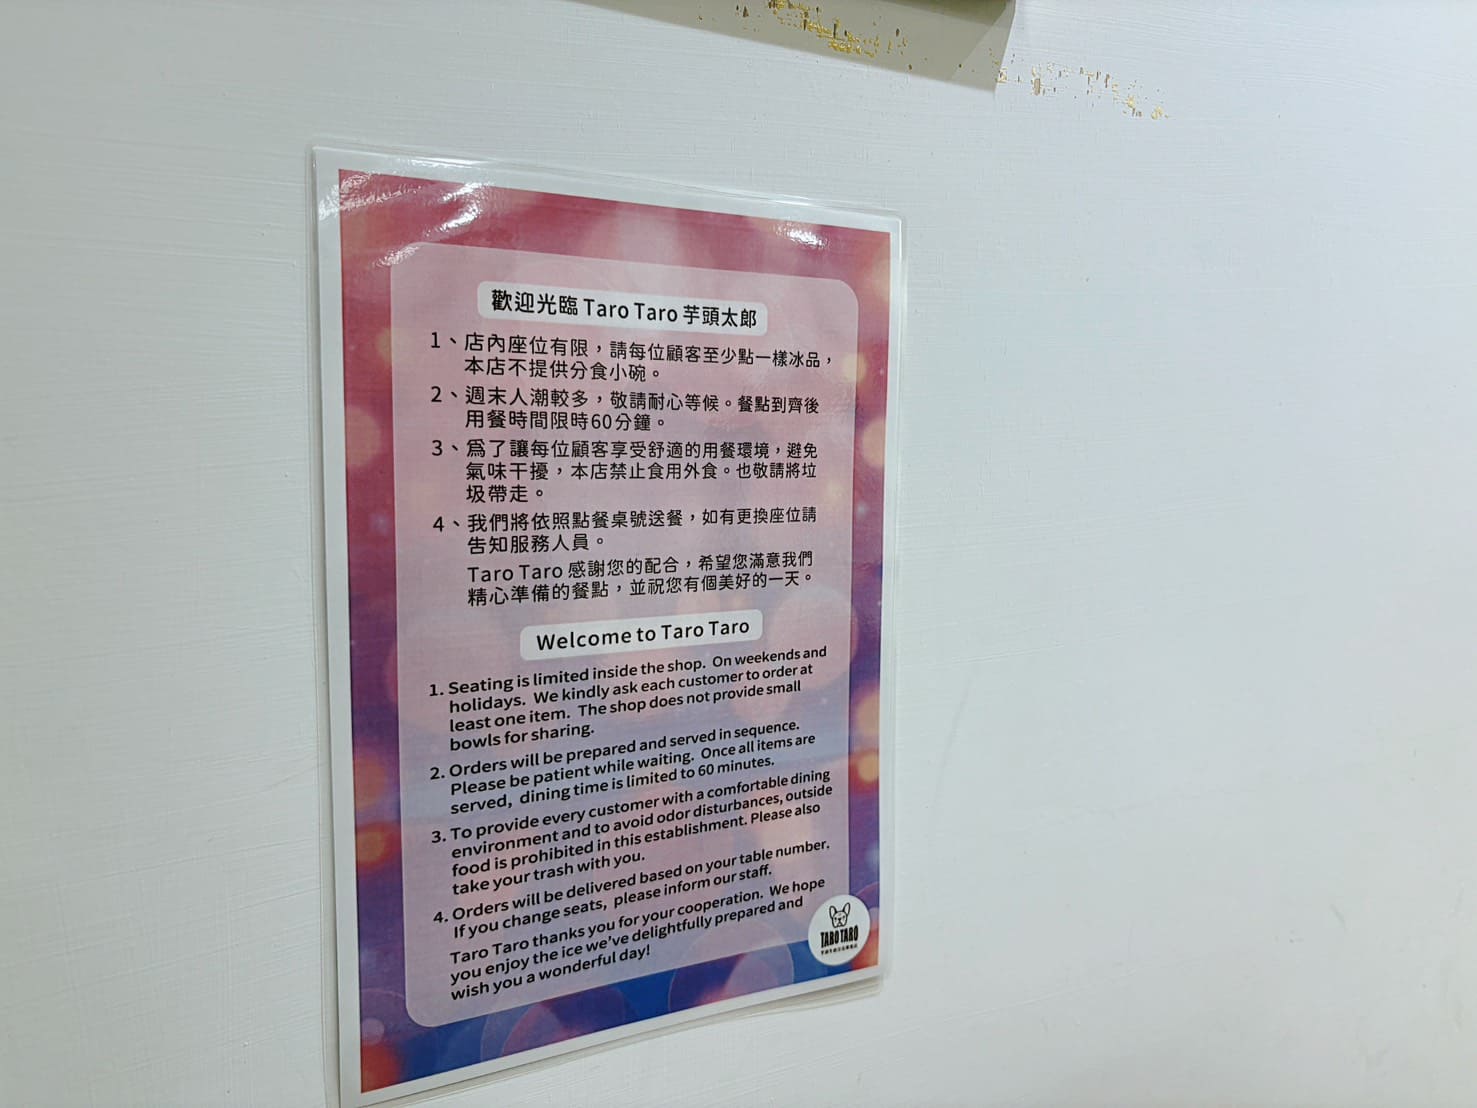 歡迎光臨 Taro Taro 芋頭太郎
1、店內座位有限，請每位顧客至少點一樣冰品，
本店不提供分食小碗。
2、週末人潮較多，敬請耐心等候。餐點到齊後
用餐時間限時60分鐘。
3、為了讓每位顧客享受舒適的用餐環境，避免
氣味干擾，本店禁止食用外食。也敬請將垃
圾帶走。
4、我們將依照點餐桌號送餐，如有更換座位請
告知服務人員。
Taro Taro 感謝您的配合，希望您滿意我們
精心準備的餐點，並祝您有個美好的一天。
Welcome to Taro Taro
1. Seating is limited inside the shop. On weekends and
holidays. We kindly ask each customer to order at
least one item. The shop does not provide small
bowls for sharing.
2. Orders will be prepared and served in sequence.
Please be patient while waiting. Once all items are
served, dining time is limited to 60 minutes.
3. To provide every customer with a comfortable dining
environment and to avoid odor disturbances, outside
food is prohibited in this establishment. Please also
take your trash with you.
4. Orders will be delivered based on your table number.
If you change seats, please inform our staff.
Taro Taro thanks you for your cooperation. We hope
you enjoy the ice we've delightfully prepared and
wish you a wonderful day!
TARO TARO